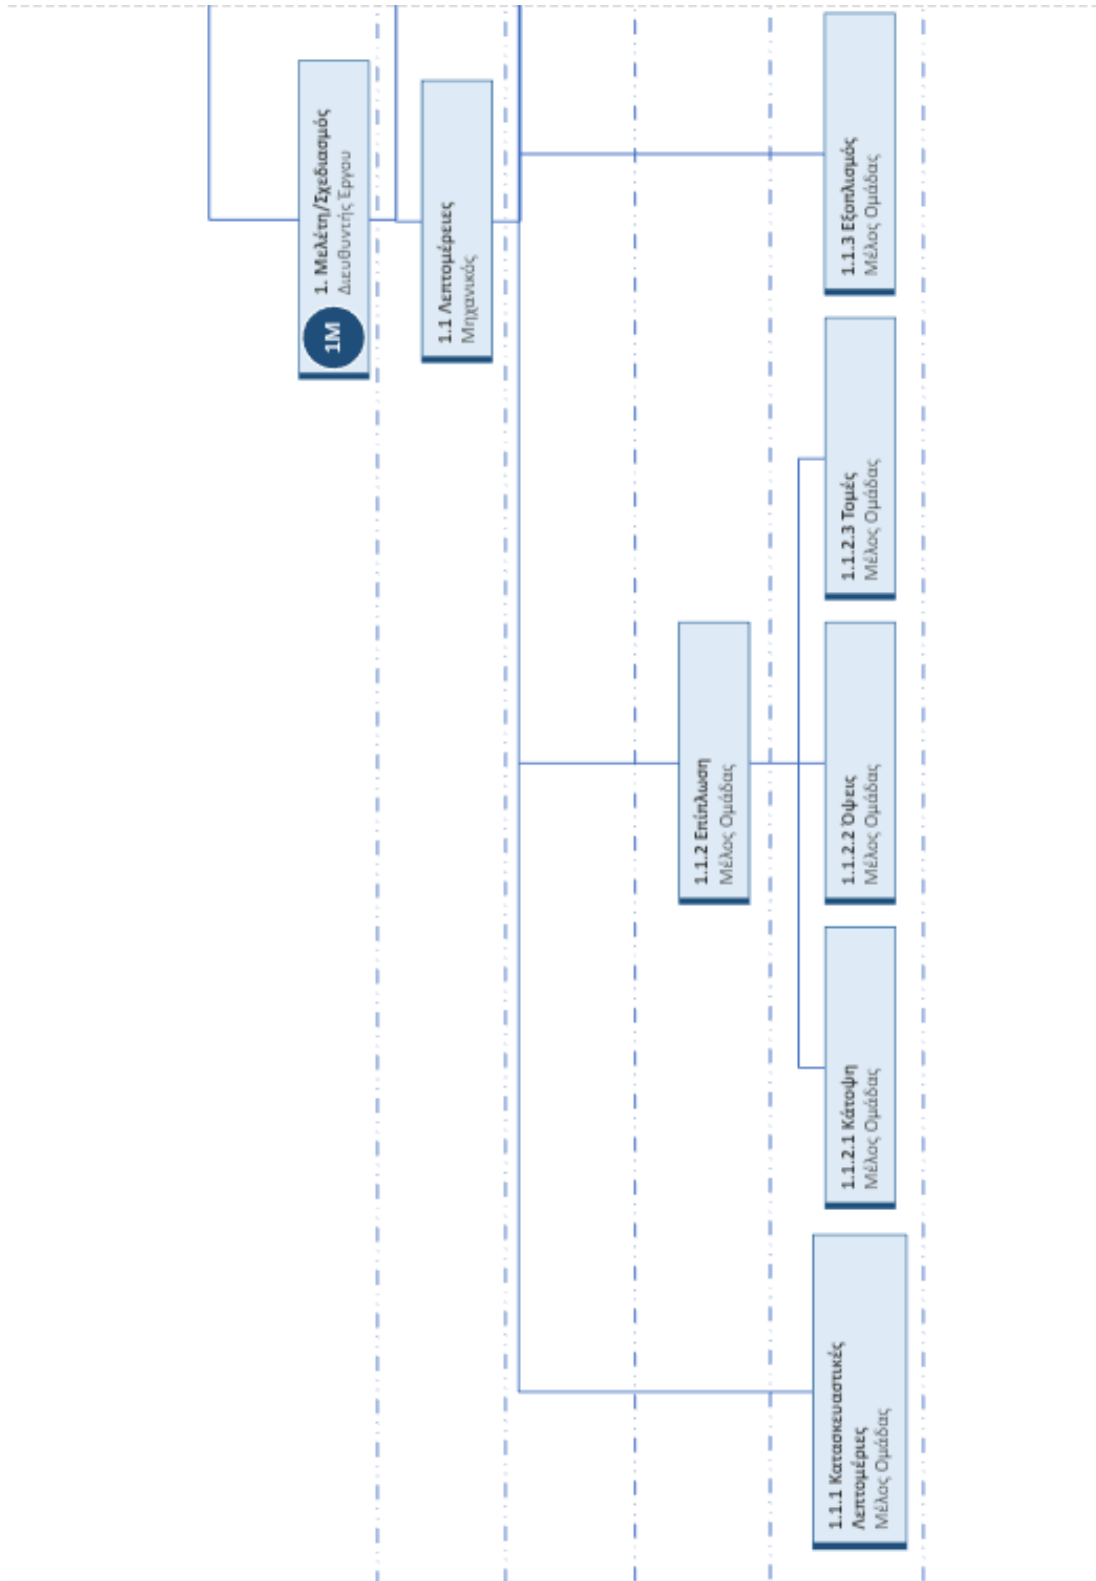 1M
1. Μελέτη/Σχεδιασμός
Διευθυντής Έργου
1.1 Λεπτομέρειες
Μηχανικός
1.1.1 Κατασκευαστικές
Λεπτομέριες
Μέλος Ομάδας
1.1.2 Επίπλωση
Μέλος Ομάδας
1.1.2.1 Κάτοψη
Μέλος Ομάδας
1.1.2.2 Όψεις
Μέλος Ομάδας
1.1.2.3 Τομές
Μέλος Ομάδας
1.1.3 Εξοπλισμός
Μέλος Ομάδας